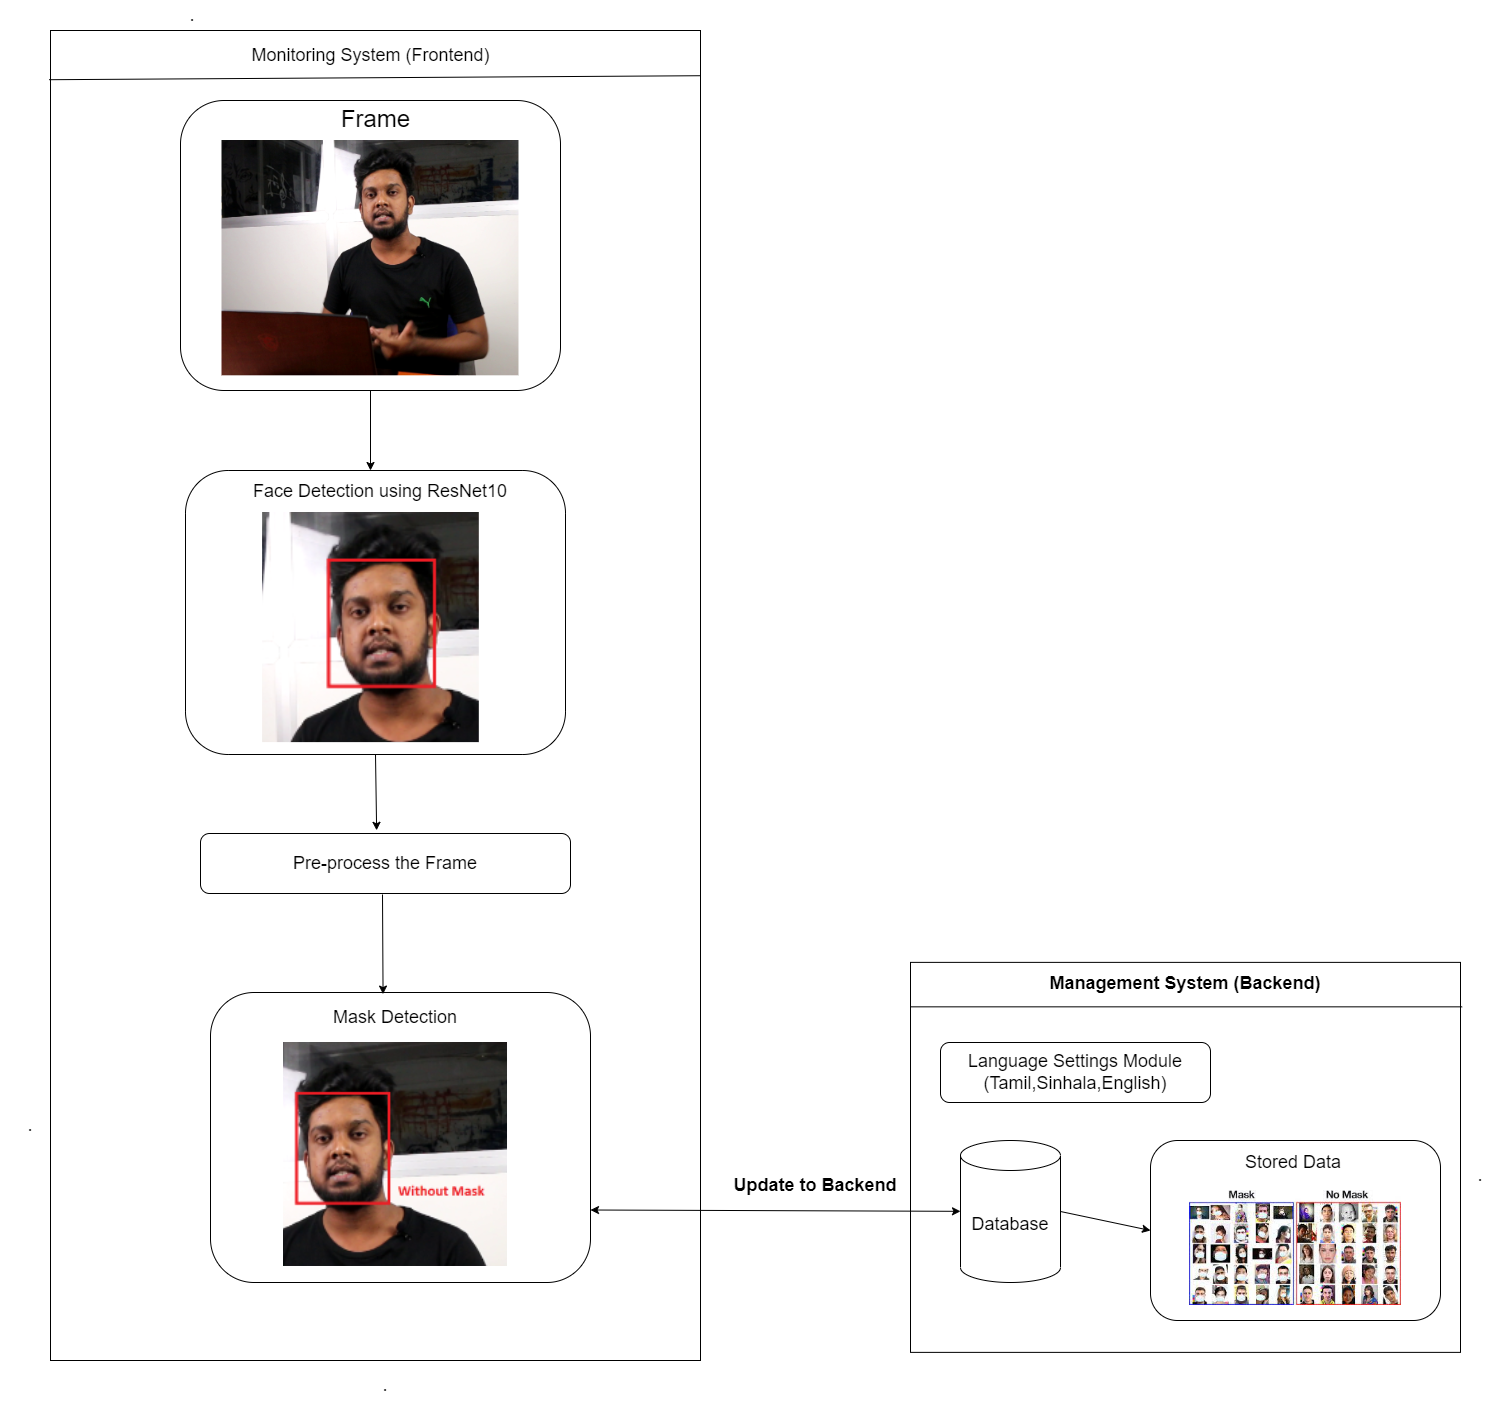 Monitoring System (Frontend)
Frame
Face Detection using ResNet10
Pre-process the Frame
Mask Detection
Without Mask
Update to Backend
Management System (Backend)
Language Settings Module
(Tamil,Sinhala,English)
Database
Stored Data
Mask
No Mask